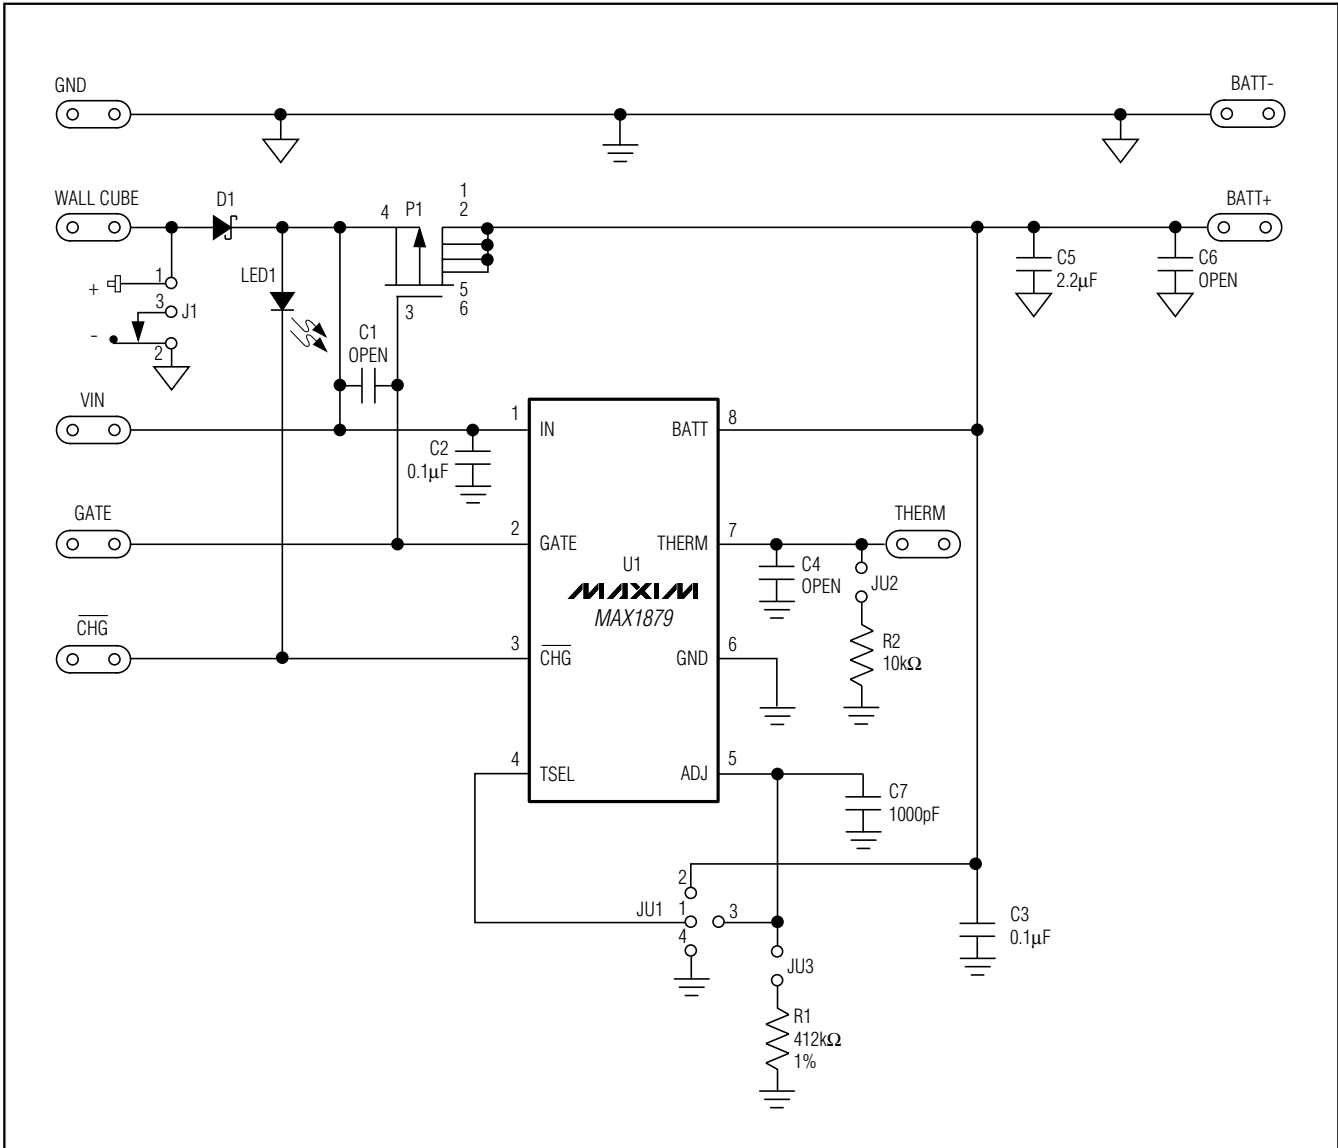 GND
BATT-
WALL CUBE
D1
4
P1
1
2
BATT+
LED1
C5
2.2µF
C6
OPEN
+
1
3
J1
-
2
5
6
3
C1
OPEN
VIN
1
IN
BATT
8
C2
0.1µF
GATE
2
GATE
THERM
7
THERM
U1
MAXIM
MAX1879
C4
OPEN
JU2
CHG
3
CHG
GND
6
R2
10kΩ
4
TSEL
ADJ
5
C7
1000pF
2
JU1
1
3
4
C3
0.1µF
JU3
R1
412kΩ
1%